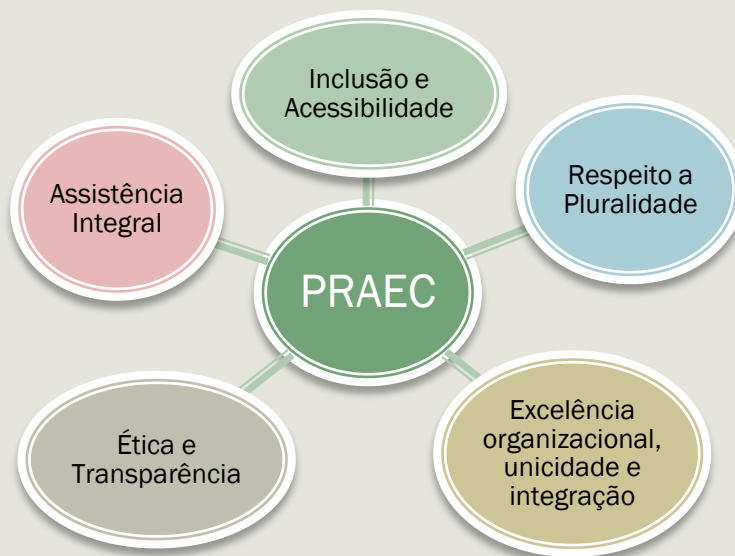 Inclusão e
Acessibilidade
Assistência
Integral
Respeito a
Pluralidade
PRAEC
Ética e
Transparência
Excelência
organizacional,
unicidade e
integração